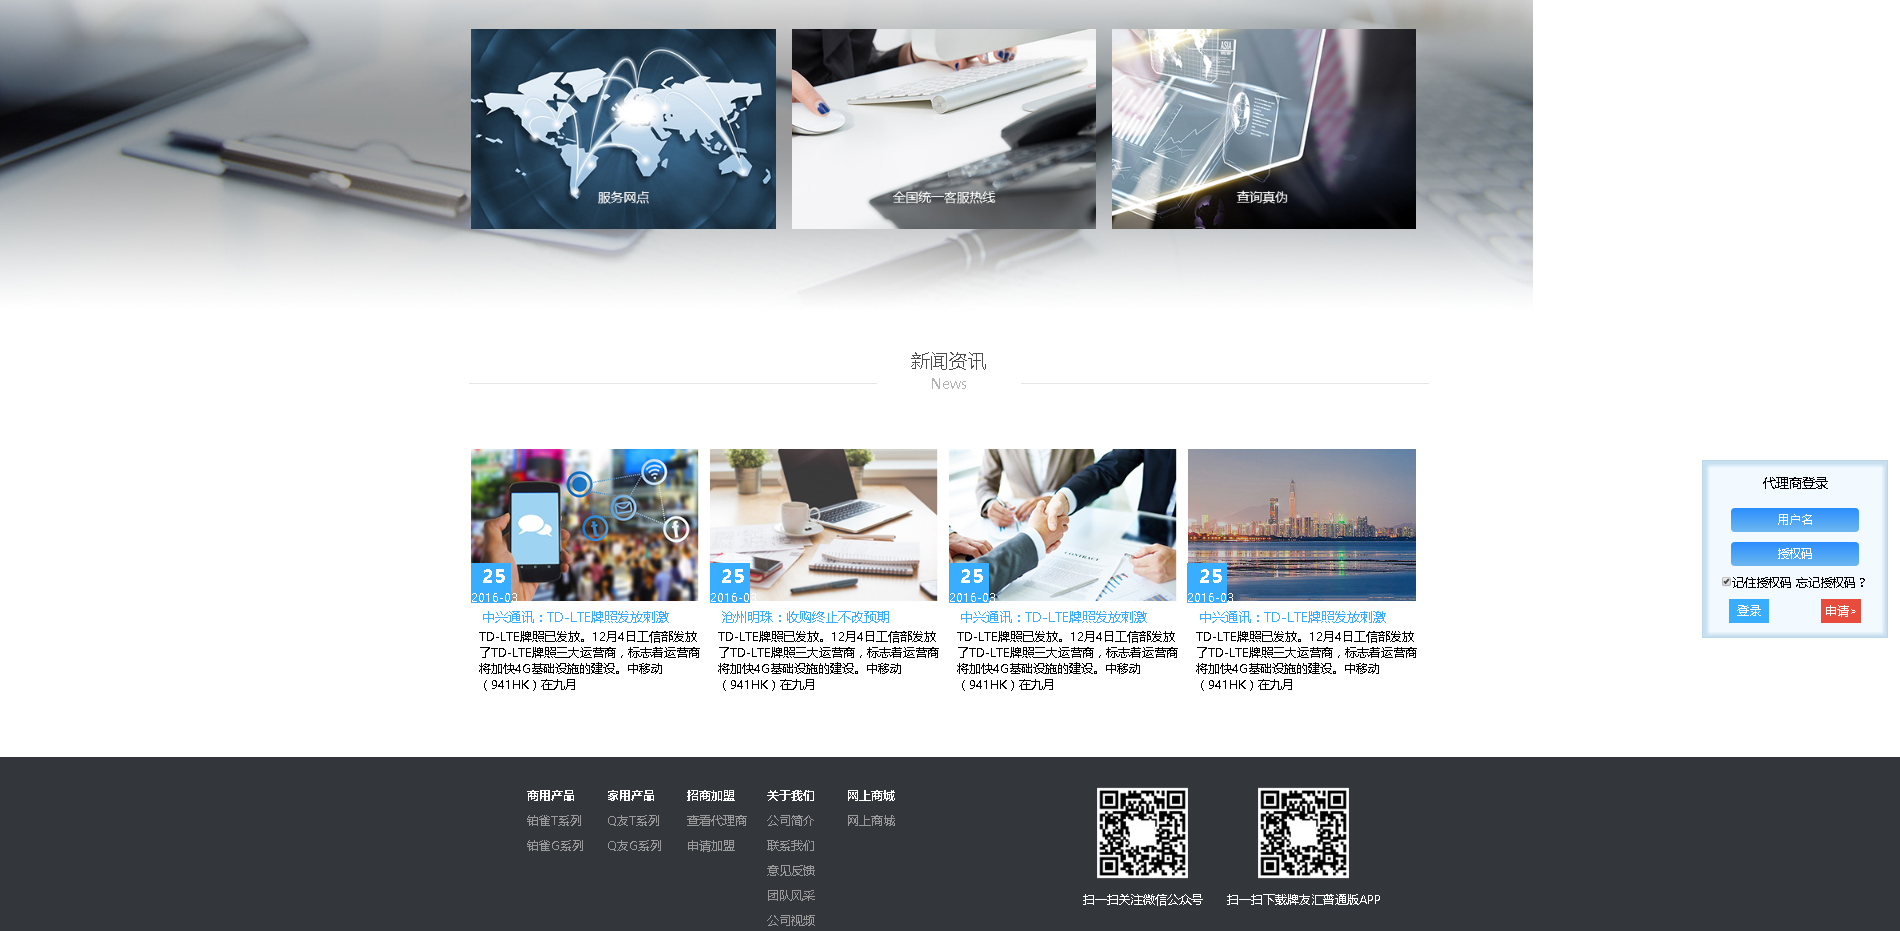 服务网点
全国统一客服热线
查询真伪
新闻资讯
News
25
2016-03
中兴通讯：TD-LTE牌照发放刺激
TD-LTE牌照已发放。12月4日工信部发放
了TD-LTE牌照三大运营商，标志着运营商
将加快4G基础设施的建设。中移动
（941HK）在九月
25
2016-03
沧州明珠：收购终止不改预期
TD-LTE牌照已发放。12月4日工信部发放
了TD-LTE牌照三大运营商，标志着运营商
将加快4G基础设施的建设。中移动
（941HK）在九月
CONTRACT
25
2016-03
中兴通讯：TD-LTE牌照发放刺激
TD-LTE牌照已发放。12月4日工信部发放
了TD-LTE牌照三大运营商，标志着运营商
将加快4G基础设施的建设。中移动
（941HK）在九月
25
2016-03
中兴通讯：TD-LTE牌照发放刺激
TD-LTE牌照已发放。12月4日工信部发放
了TD-LTE牌照三大运营商，标志着运营商
将加快4G基础设施的建设。中移动
（941HK）在九月
代理商登录
用户名
授权码
记住授权码 忘记授权码？
登录 申请»
商用产品
铂雀T系列
铂雀G系列
家用产品
Q友T系列
Q友G系列
招商加盟
查看代理商
申请加盟
关于我们
公司简介
联系我们
意见反馈
团队风采
公司视频
网上商城
网上商城
扫一扫关注微信公众号
扫一扫下载牌友汇普通版APP